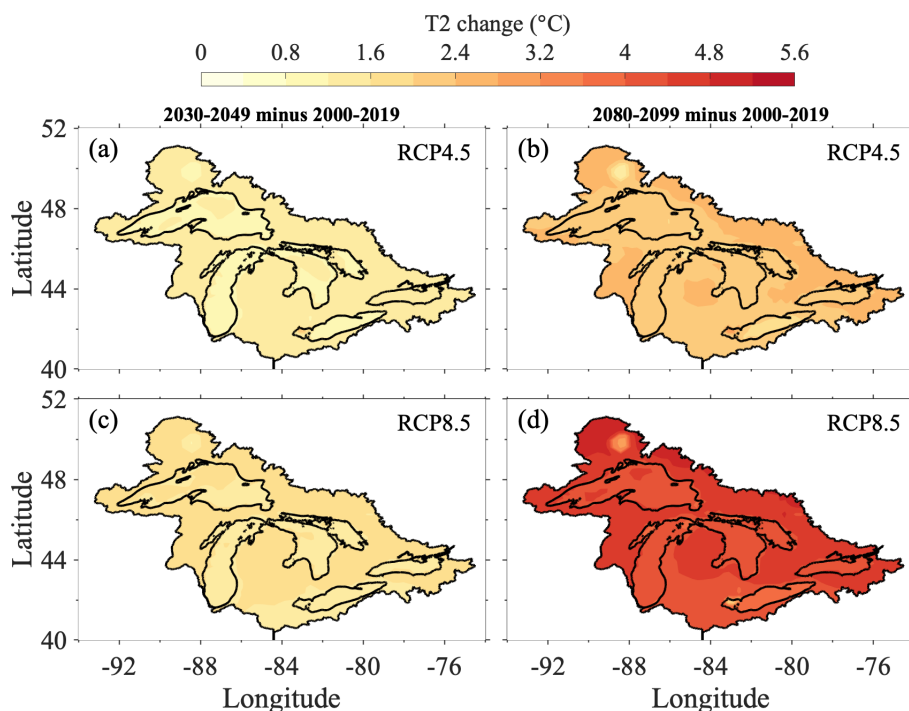 T2 change (°C)
0 0.8 1.6 2.4 3.2 4 4.8 5.6
2030-2049 minus 2000-2019 2080-2099 minus 2000-2019
52
(a) RCP4.5 (b) RCP4.5
48
Latitude Latitude
44
40
52
(c) RCP8.5 (d) RCP8.5
48
Latitude Latitude
44
40
-92 -88 -84 -80 -76 -92 -88 -84 -80 -76
Longitude Longitude